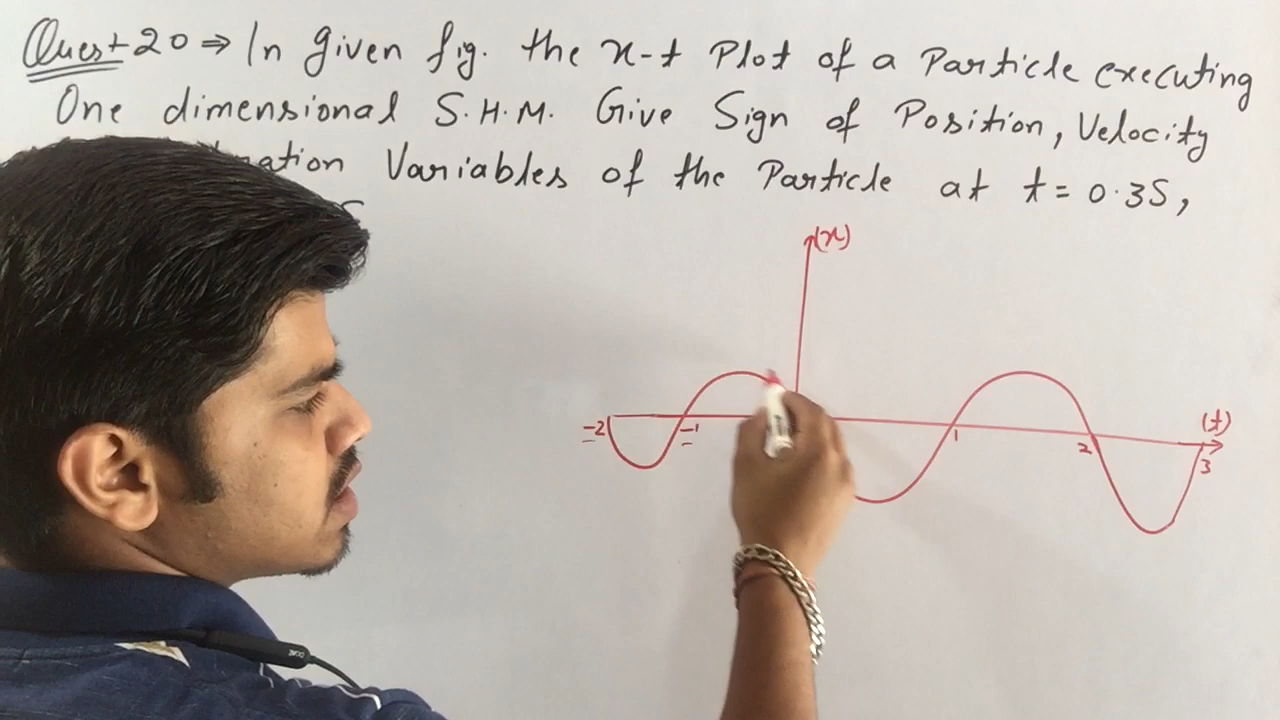 Quest 20 ⇒ In given fig. the x-t Plot of a Particle executing
One dimensional S.H.M. Give Sign of Position, Velocity
Variables of the Particle at t = 0.3S,
(x)
-2 -1 1 2 3 (t)